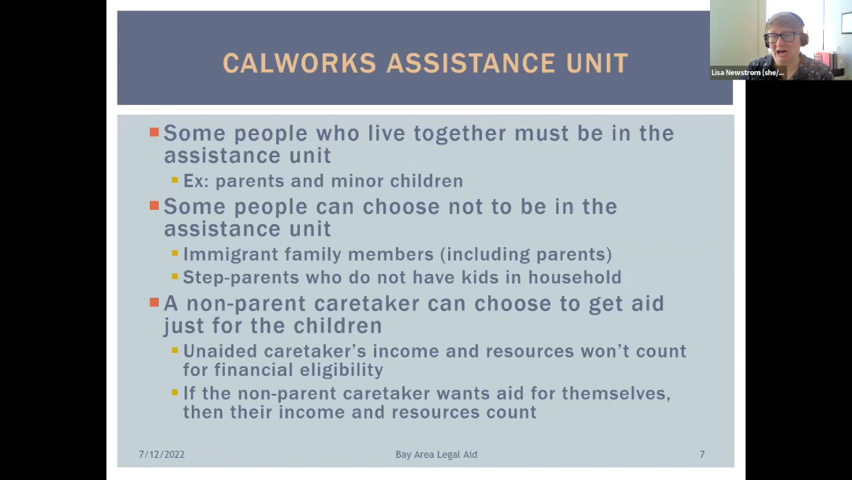 CALWORKS ASSISTANCE UNIT
Lisa Newstrom (she/...
Some people who live together must be in the
assistance unit
Ex: parents and minor children
Some people can choose not to be in the
assistance unit
Immigrant family members (including parents)
Step-parents who do not have kids in household
A non-parent caretaker can choose to get aid
just for the children
Unaided caretaker's income and resources won't count
for financial eligibility
If the non-parent caretaker wants aid for themselves,
then their income and resources count
7/12/2022
Bay Area Legal Aid
7